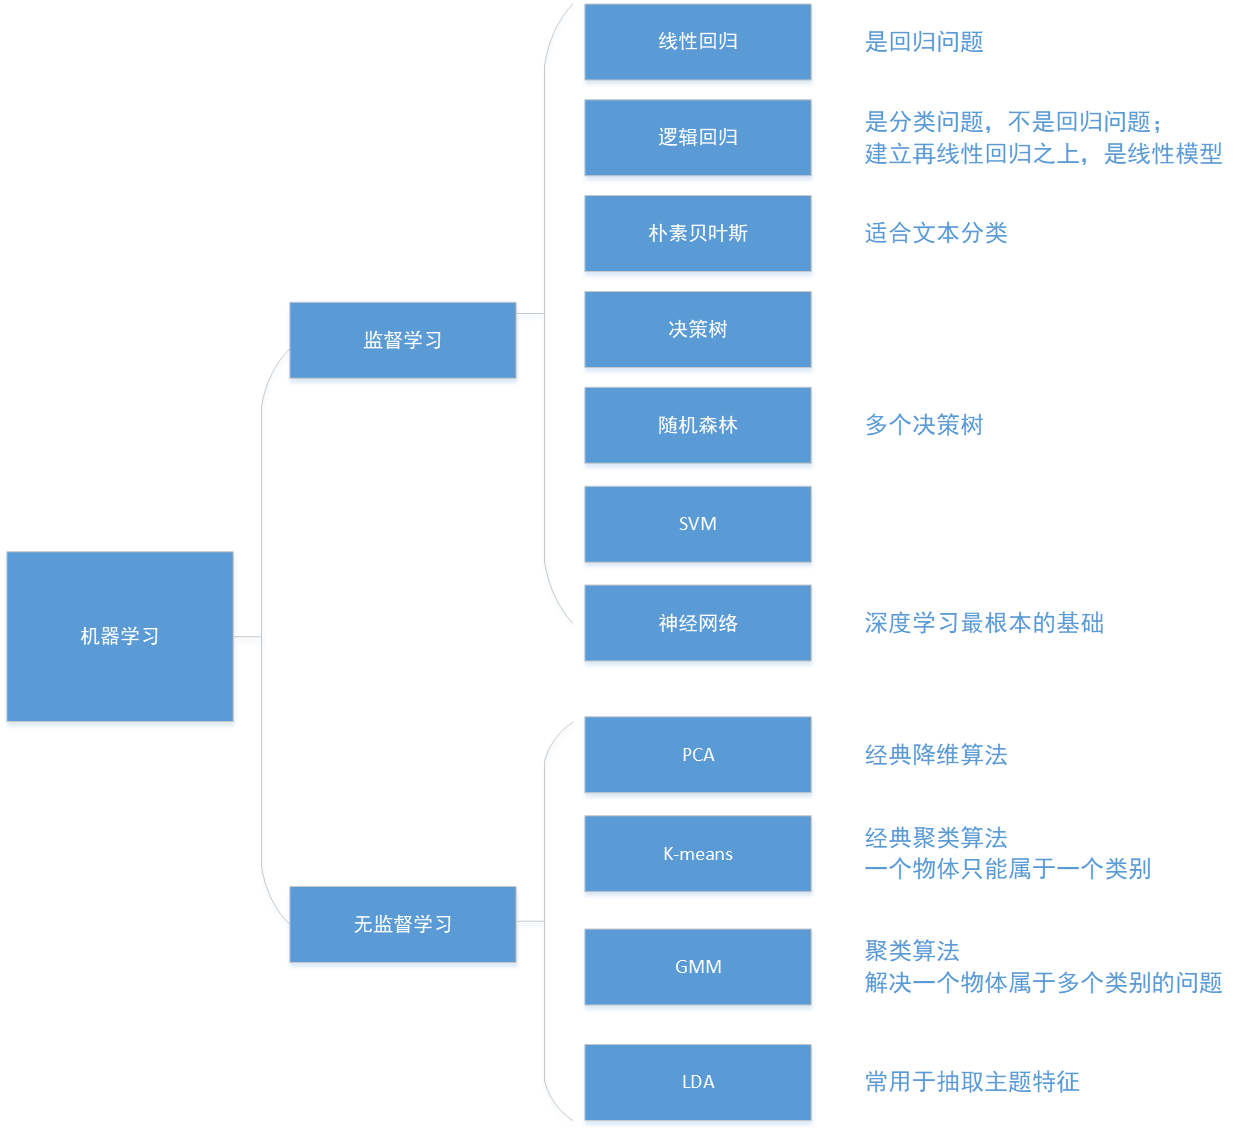 机器学习
监督学习
线性回归
是回归问题
逻辑回归
是分类问题，不是回归问题；
建立再线性回归之上，是线性模型
朴素贝叶斯
适合文本分类
决策树
随机森林
多个决策树
SVM
神经网络
深度学习最根本的基础
无监督学习
PCA
经典降维算法
K-means
经典聚类算法
一个物体只能属于一个类别
GMM
聚类算法
解决一个物体属于多个类别的问题
LDA
常用于抽取主题特征